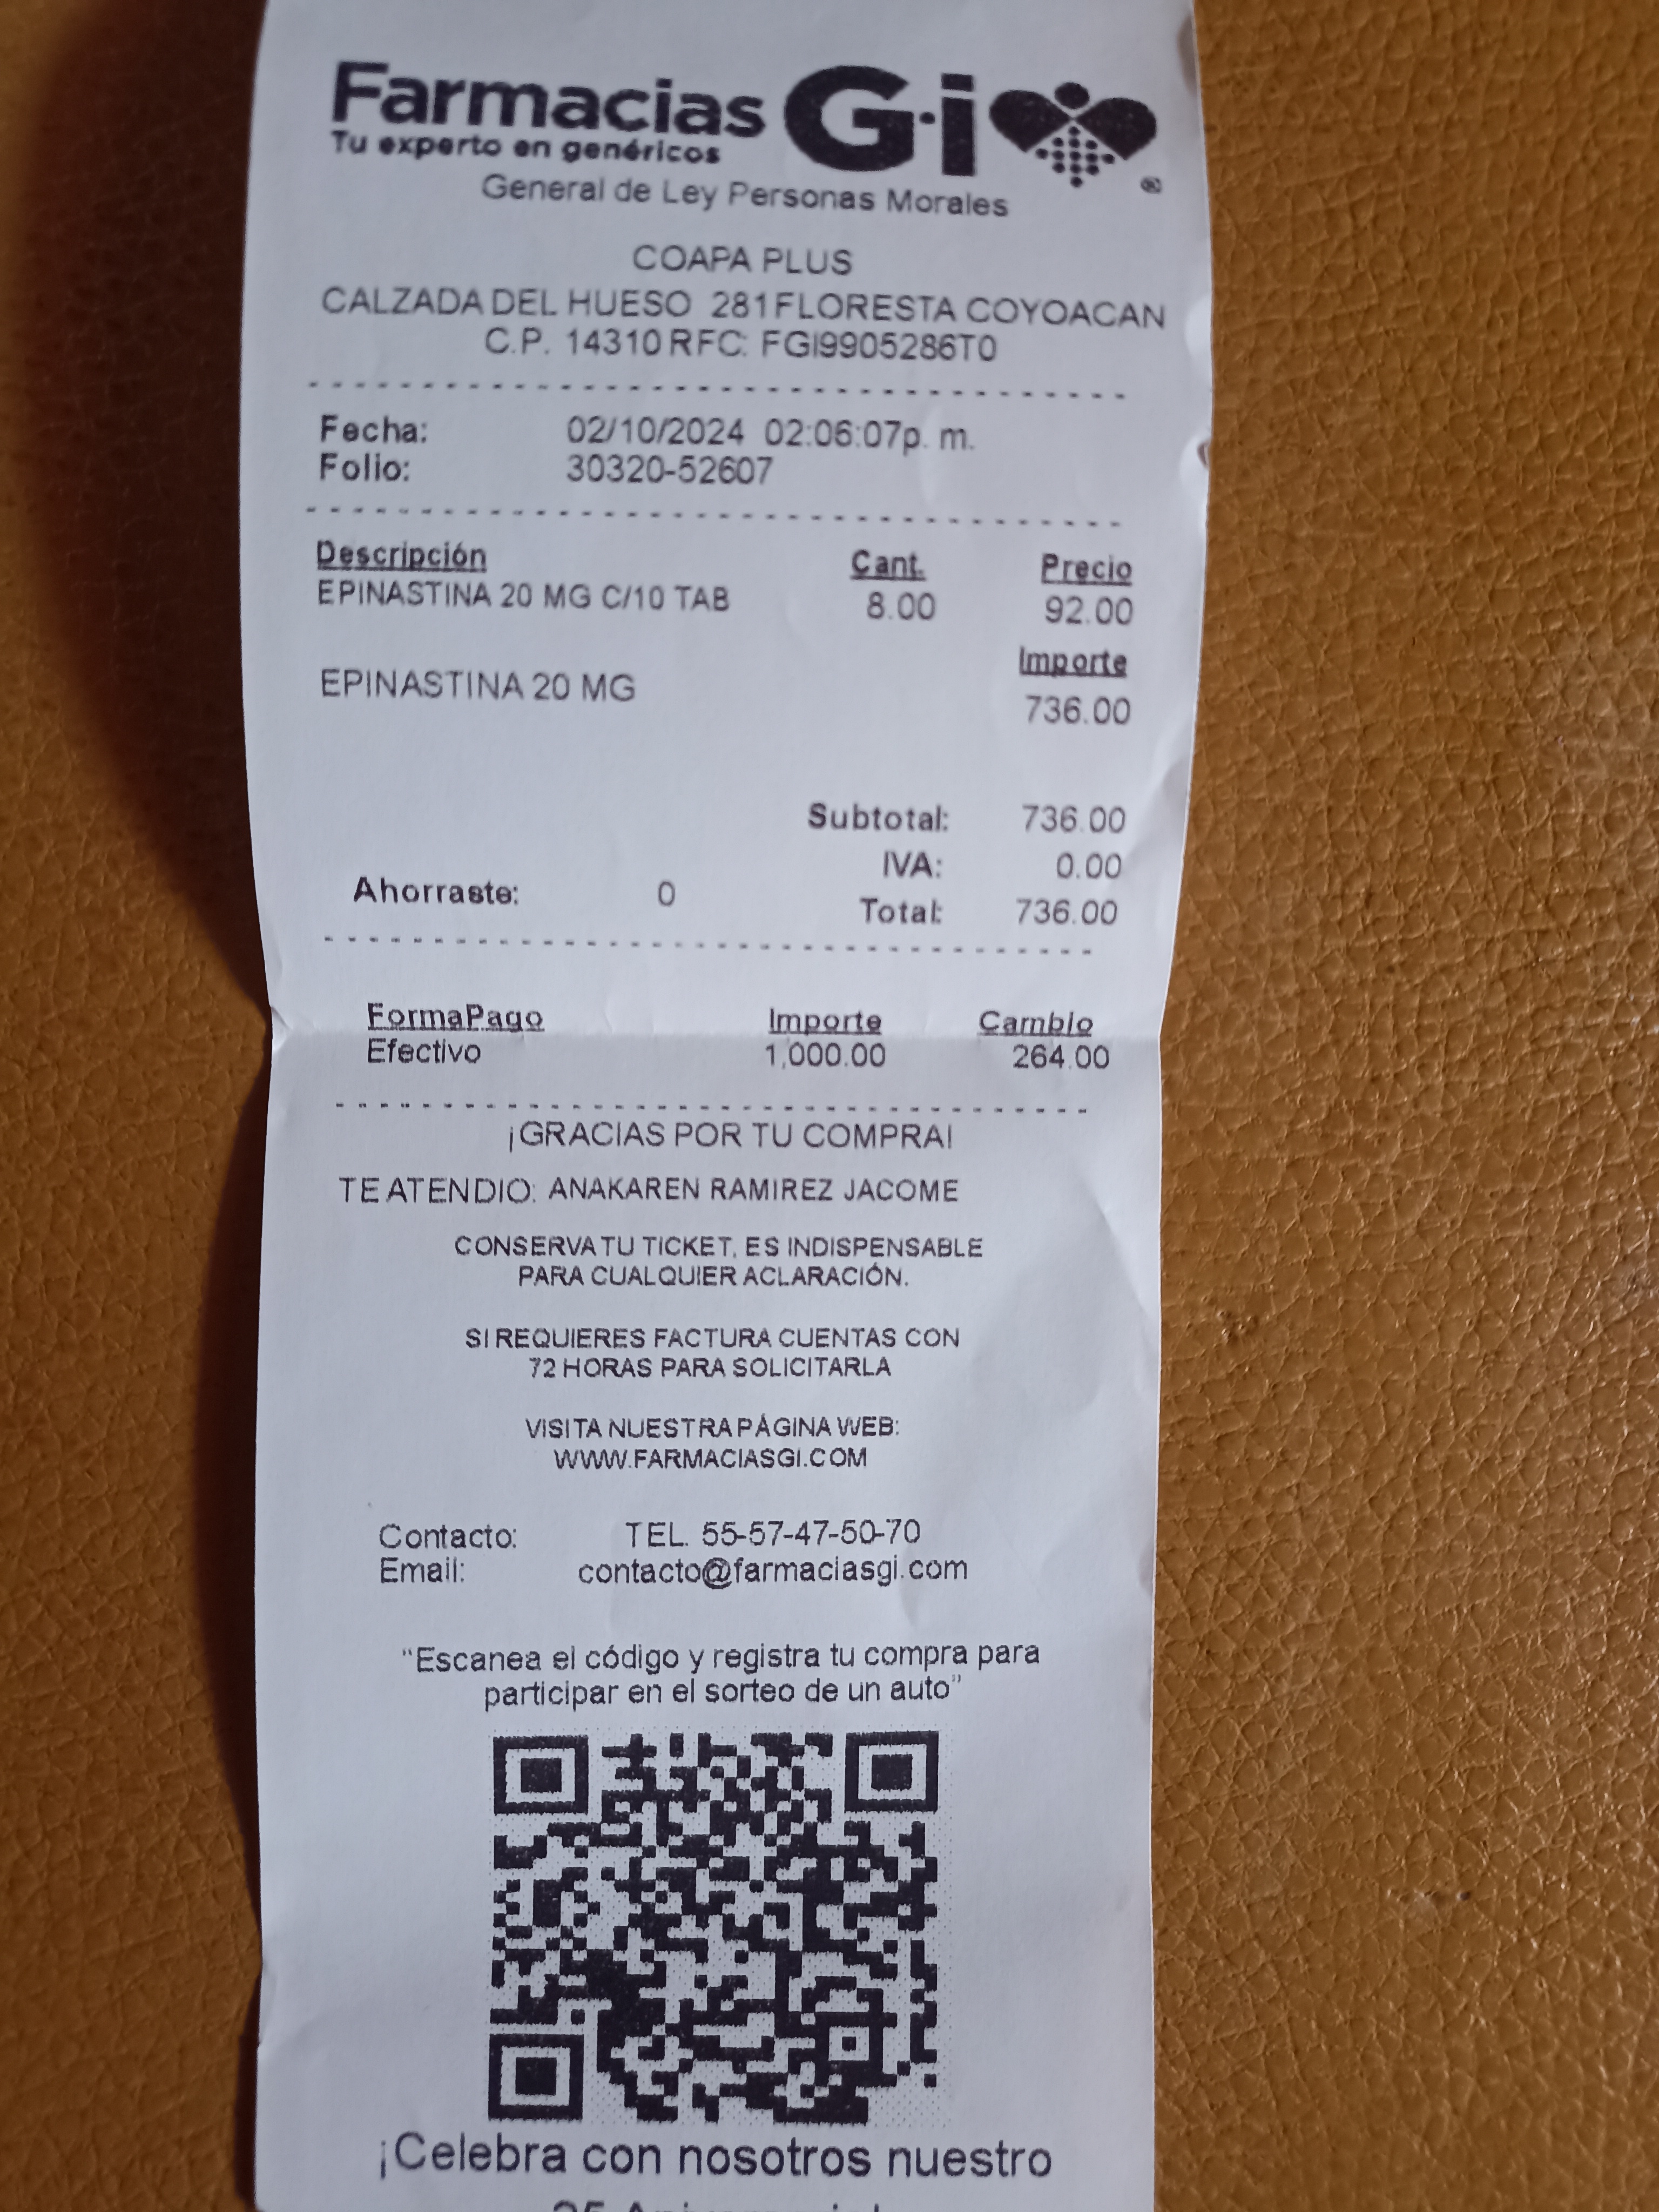 Farmacias G·i
Tu experto en genéricos
®
General de Ley Personas Morales
COAPA PLUS
CALZADA DEL HUESO 281 FLORESTA COYOACAN
C.P. 14310 RFC: FGI9905286T0
Fecha: 02/10/2024 02:06:07p. m.
Folio: 30320-52607
Descripción Cant. Precio
EPINASTINA 20 MG C/10 TAB 8.00 92.00
Importe
EPINASTINA 20 MG 736.00
Subtotal: 736.00
IVA: 0.00
Ahorraste: 0 Total: 736.00
FormaPago Importe Cambio
Efectivo 1,000.00 264.00
¡GRACIAS POR TU COMPRA!
TE ATENDIO: ANAKAREN RAMIREZ JACOME
CONSERVA TU TICKET, ES INDISPENSABLE
PARA CUALQUIER ACLARACIÓN.
SI REQUIERES FACTURA CUENTAS CON
72 HORAS PARA SOLICITARLA
VISITA NUESTRA PÁGINA WEB:
WWW.FARMACIASGI.COM
Contacto: TEL. 55-57-47-50-70
Email: contacto@farmaciasgi.com
"Escanea el código y registra tu compra para
participar en el sorteo de un auto"
¡Celebra con nosotros nuestro